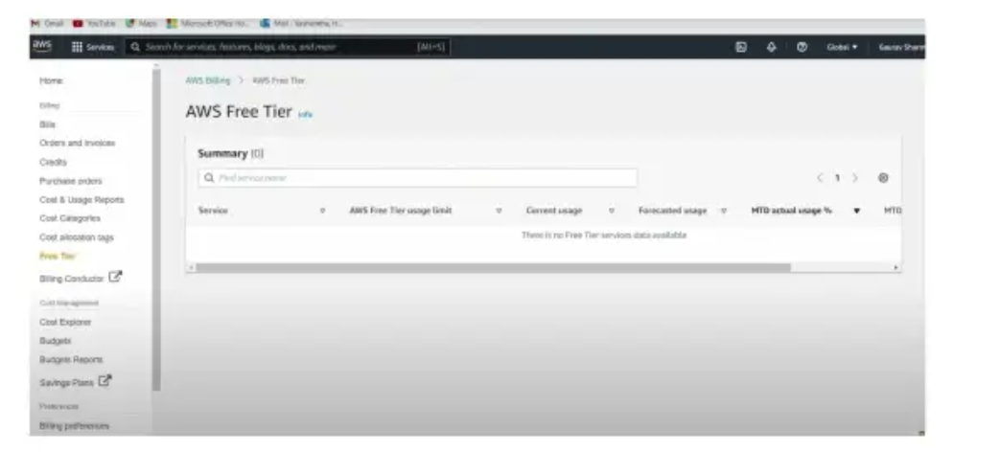 Gmail YouTube Maps Microsoft Office Ho... Mail -
aws Services Search for services, features, blogs, docs, and more [Alt+S] Global Gaurav Sharm
Home
AWS Billing > AWS Free Tier
Billing
AWS Free Tier Info
Bills
Orders and invoices
Summary (0)
Credits
Purchase orders
Find service name
< 1 >
Cost & Usage Reports
Service AWS Free Tier usage limit Current usage Forecasted usage MTD actual usage % MTD
Cost Categories
Cost allocation tags
There is no Free Tier services data available
Free Tier
Billing Conductor
Cost Management
Cost Explorer
Budgets
Budgets Reports
Savings Plans
Preferences
Billing preferences